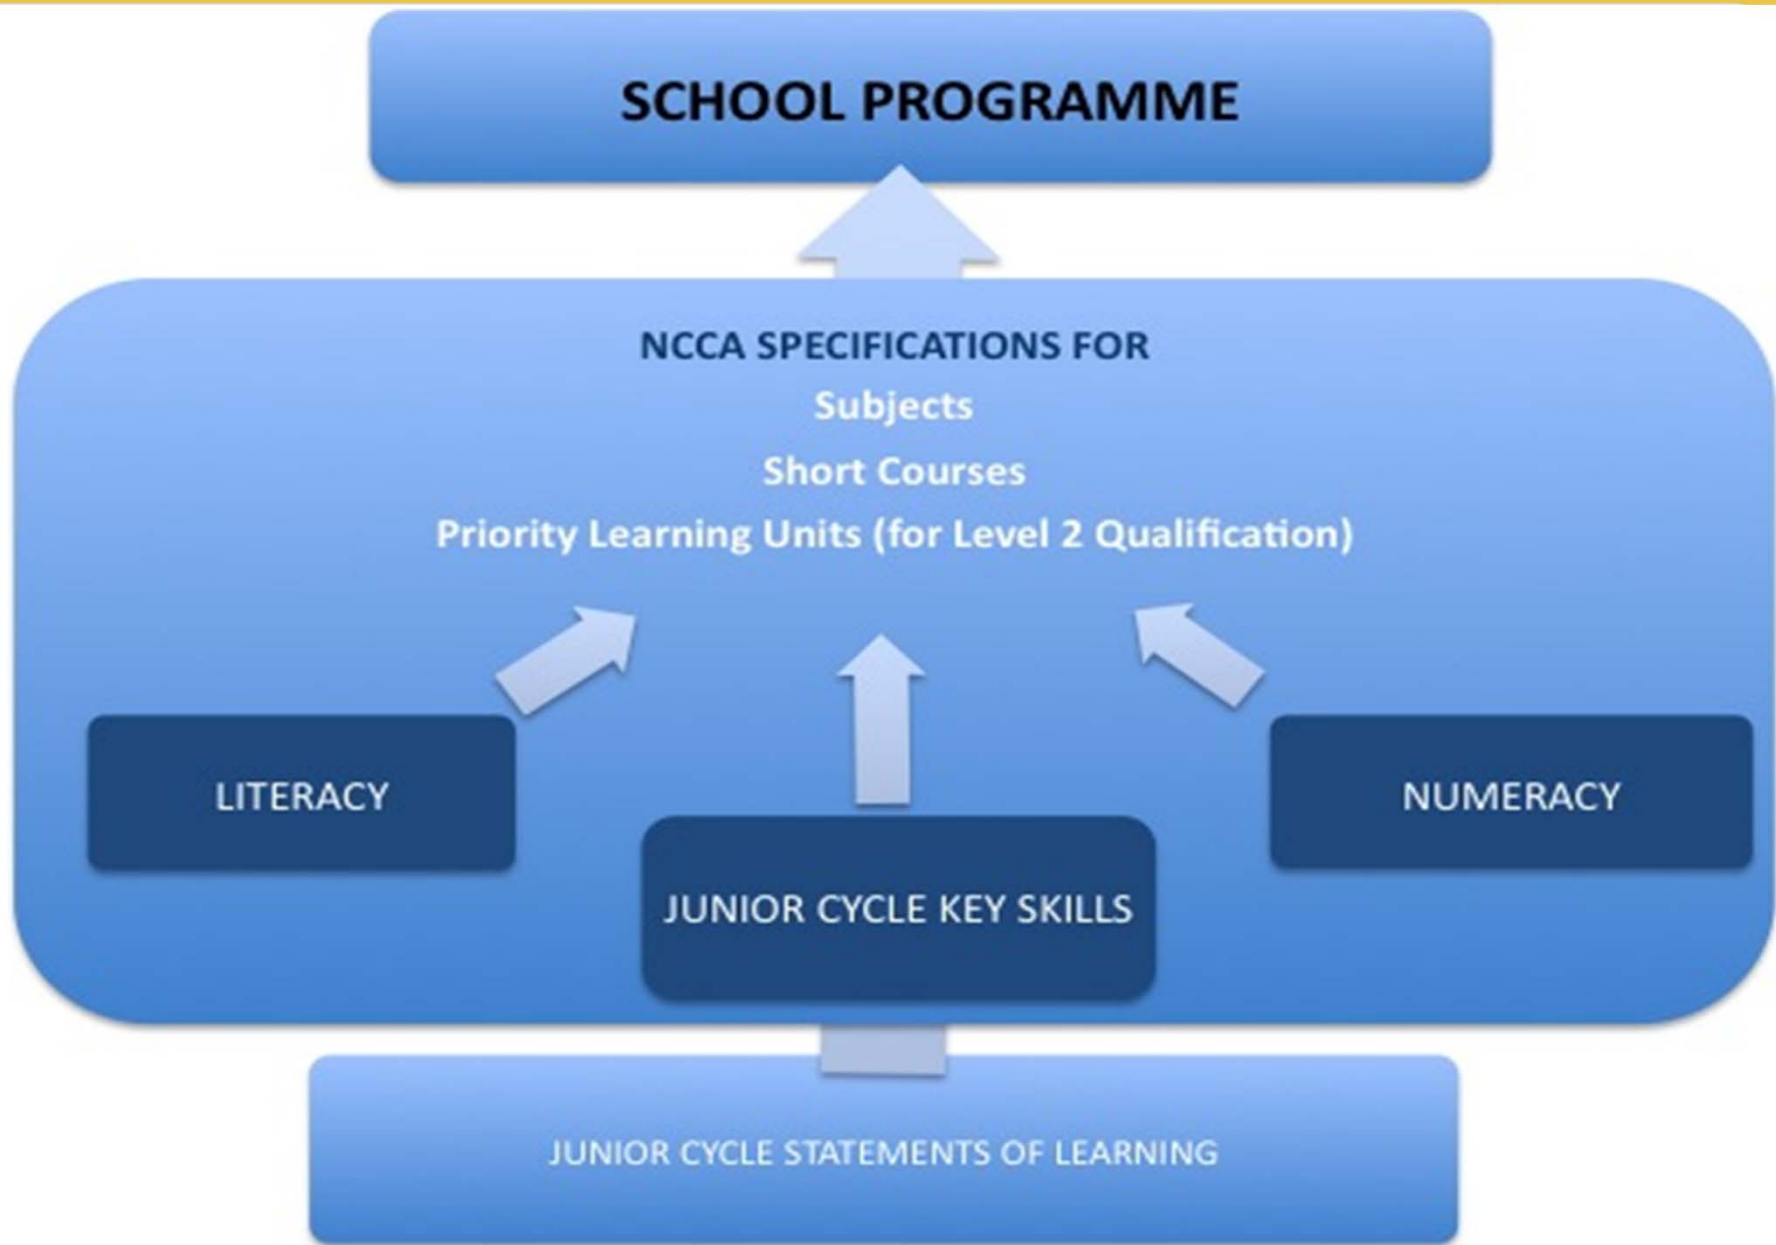 SCHOOL PROGRAMME
NCCA SPECIFICATIONS FOR
Subjects
Short Courses
Priority Learning Units (for Level 2 Qualification)
LITERACY
NUMERACY
JUNIOR CYCLE KEY SKILLS
JUNIOR CYCLE STATEMENTS OF LEARNING